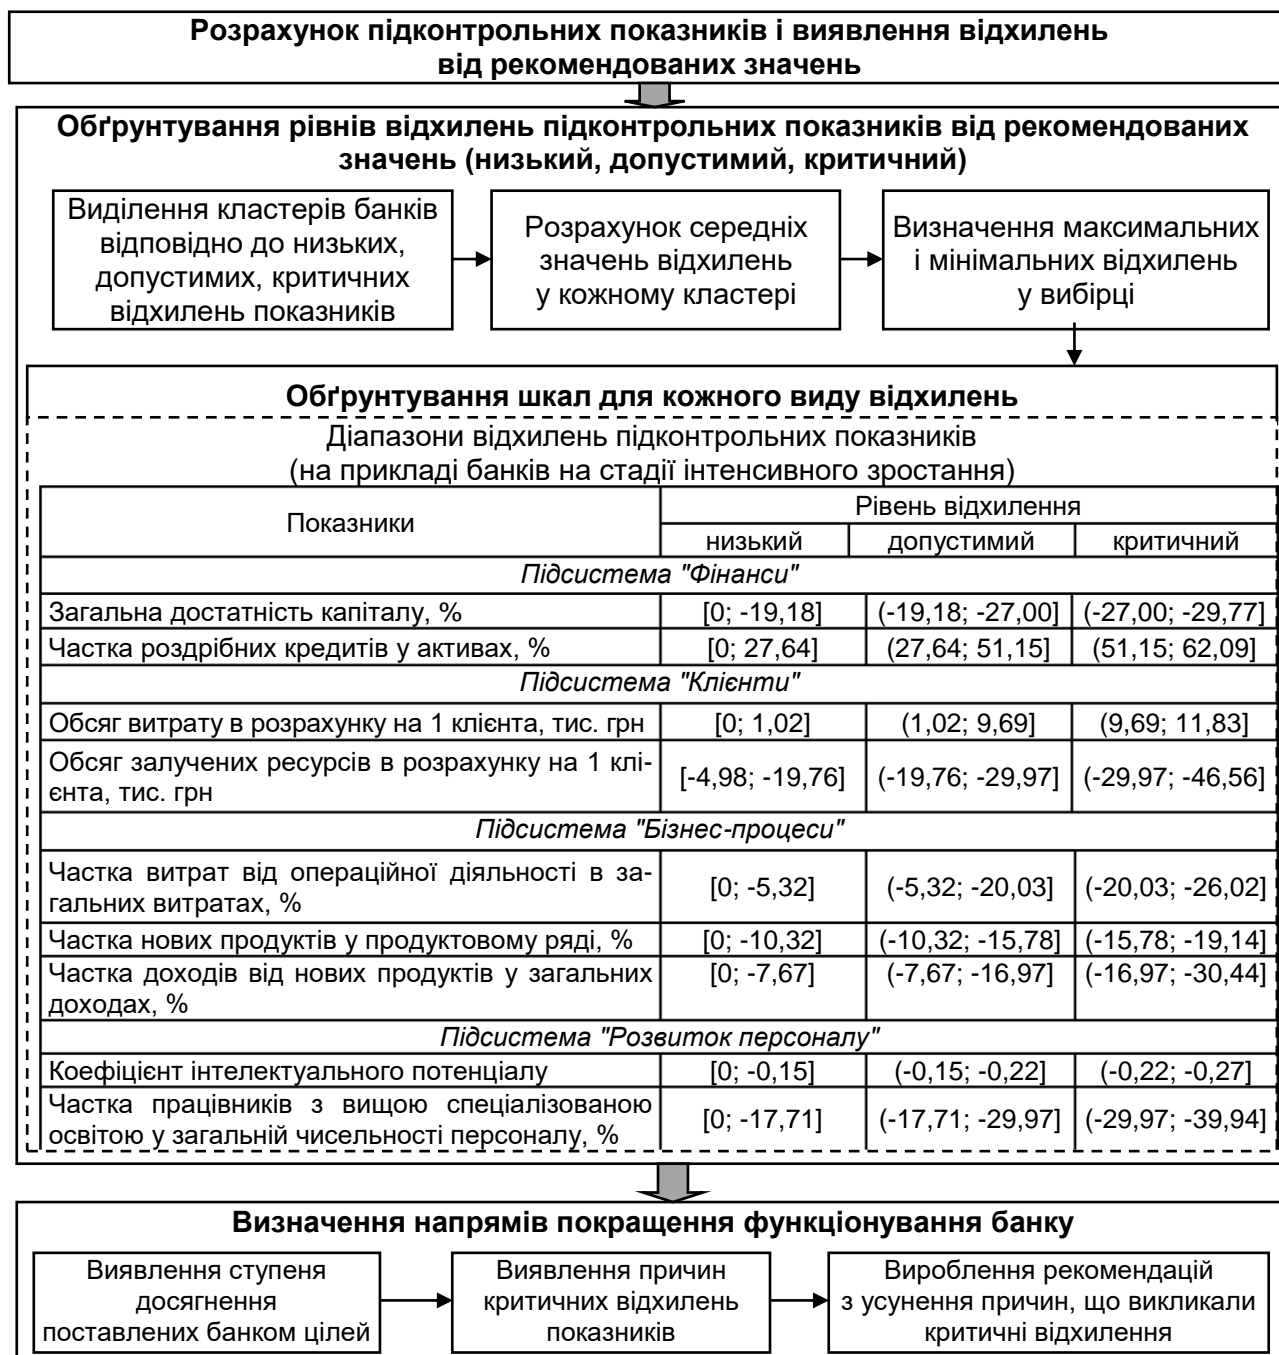 Розрахунок підконтрольних показників і виявлення відхилень
від рекомендованих значень
Обґрунтування рівнів відхилень підконтрольних показників від рекомендованих
значень (низький, допустимий, критичний)
Виділення кластерів банків
відповідно до низьких,
допустимих, критичних
відхилень показників
Розрахунок середніх
значень відхилень
у кожному кластері
Визначення максимальних
і мінімальних відхилень
у вибірці
Обґрунтування шкал для кожного виду відхилень
Діапазони відхилень підконтрольних показників
(на прикладі банків на стадії інтенсивного зростання)
Показники
Рівень відхилення
низький допустимий критичний
Підсистема "Фінанси"
Загальна достатність капіталу, % [0; -19,18] (-19,18; -27,00] (-27,00; -29,77]
Частка роздрібних кредитів у активах, % [0; 27,64] (27,64; 51,15] (51,15; 62,09]
Підсистема "Клієнти"
Обсяг витрату в розрахунку на 1 клієнта, тис. грн [0; 1,02] (1,02; 9,69] (9,69; 11,83]
Обсяг залучених ресурсів в розрахунку на 1 клі-
єнта, тис. грн [-4,98; -19,76] (-19,76; -29,97] (-29,97; -46,56]
Підсистема "Бізнес-процеси"
Частка витрат від операційної діяльності в за-
гальних витратах, % [0; -5,32] (-5,32; -20,03] (-20,03; -26,02]
Частка нових продуктів у продуктовому ряді, % [0; -10,32] (-10,32; -15,78] (-15,78; -19,14]
Частка доходів від нових продуктів у загальних [0; -7,67] (-7,67; -16,97] (-16,97; -30,44]
доходах, %
Підсистема "Розвиток персоналу"
Коефіцієнт інтелектуального потенціалу [0; -0,15] (-0,15; -0,22] (-0,22; -0,27]
Частка працівників з вищою спеціалізованою
освітою у загальній чисельності персоналу, % [0; -17,71] (-17,71; -29,97] (-29,97; -39,94]
Визначення напрямів покращення функціонування банку
Виявлення ступеня
досягнення
поставлених банком цілей
Виявлення причин
критичних відхилень
показників
Вироблення рекомендацій
з усунення причин, що викликали
критичні відхилення